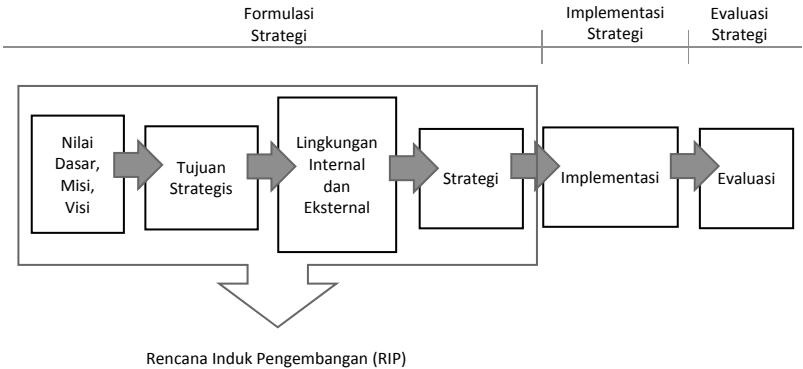 Formulasi
Strategi
Implementasi
Strategi
Evaluasi
Strategi
Nilai
Dasar,
Misi,
Visi
Tujuan
Strategis
Lingkungan
Internal
dan
Eksternal
Strategi
Implementasi
Evaluasi
Rencana Induk Pengembangan (RIP)